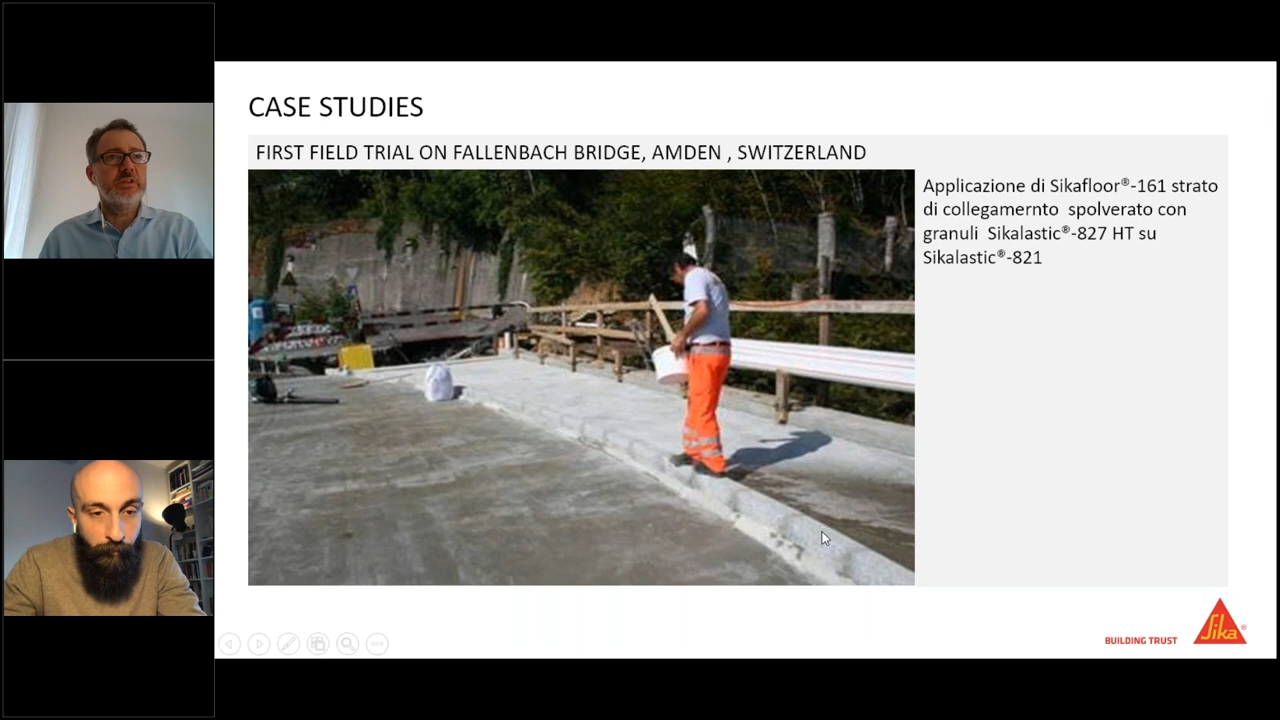 CASE STUDIES
FIRST FIELD TRIAL ON FALLENBACH BRIDGE, AMDEN , SWITZERLAND
Applicazione di Sikafloor®-161 strato
di collegamernto spolverato con
granuli Sikalastic®-827 HT su
Sikalastic®-821
BUILDING TRUST
Sika®